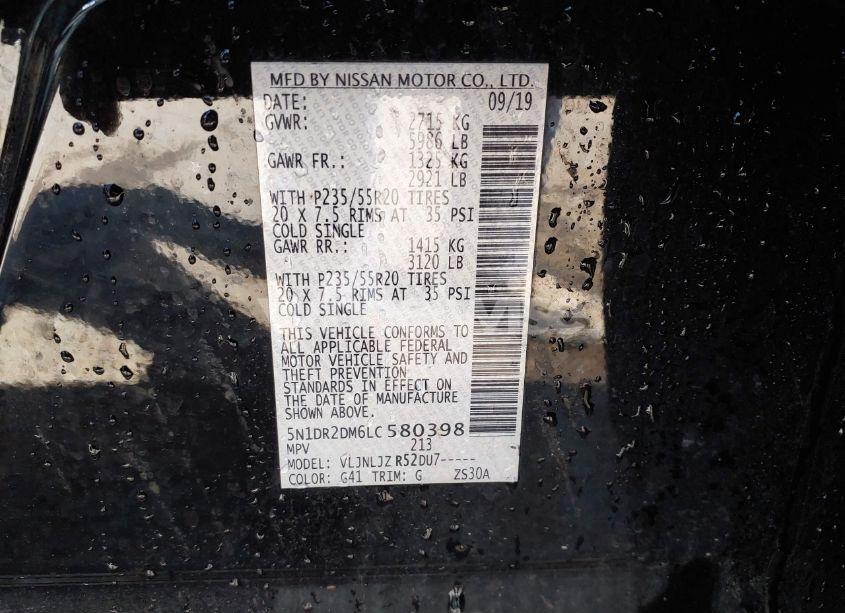 MFD BY NISSAN MOTOR CO., LTD.
DATE: 09/19
GVWR: 2715 KG
5986 LB
GAWR FR.: 1325 KG
2921 LB
WITH P235/55R20 TIRES
20 X 7.5 RIMS AT 35 PSI
COLD SINGLE
GAWR RR.: 1415 KG
3120 LB
WITH P235/55R20 TIRES
20 X 7.5 RIMS AT 35 PSI
COLD SINGLE
THIS VEHICLE CONFORMS TO
ALL APPLICABLE FEDERAL
MOTOR VEHICLE SAFETY AND
THEFT PREVENTION
STANDARDS IN EFFECT ON
THE DATE OF MANUFACTURE
SHOWN ABOVE.
5N1DR2DM6LC580398
MPV 213
MODEL: VLJNLJZ R52DU7-----
COLOR: G41 TRIM: G ZS30A